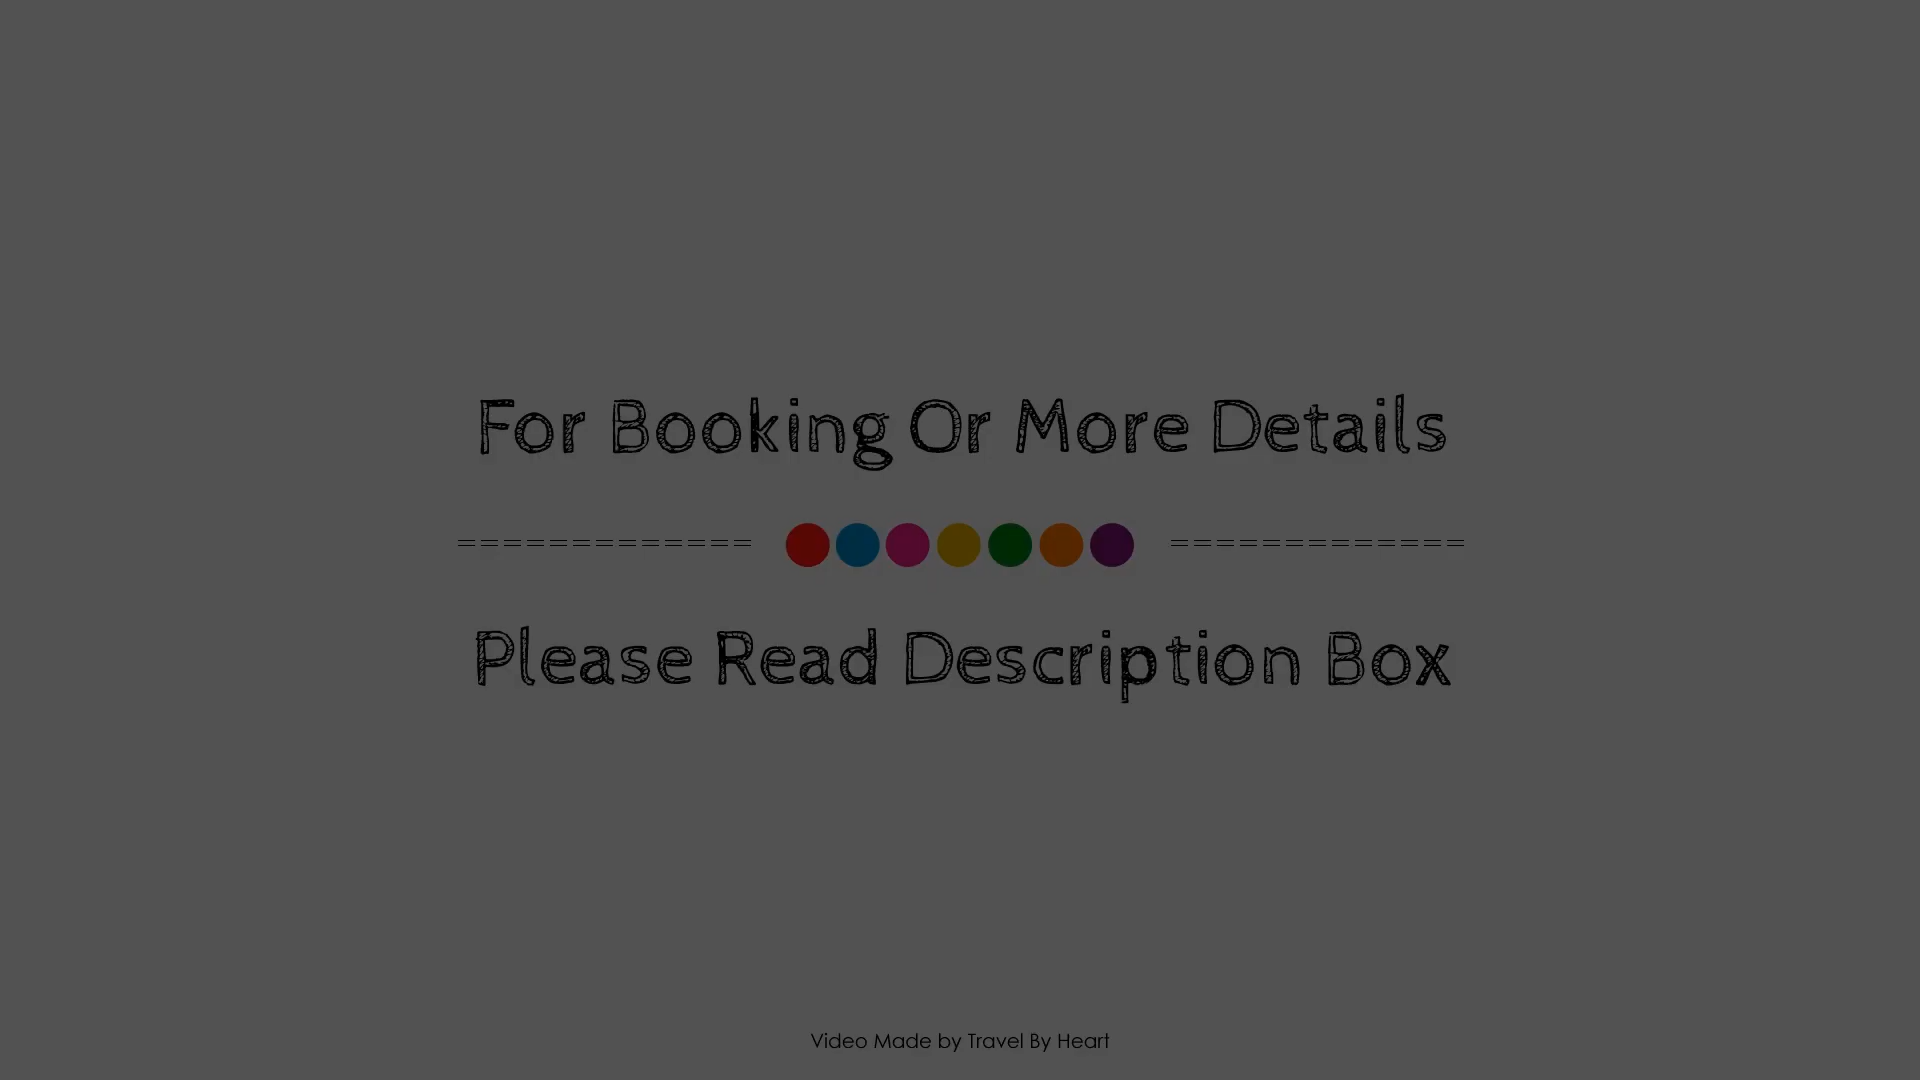 For Booking Or More Details
============= =============
Please Read Description Box
Video Made by Travel By Heart